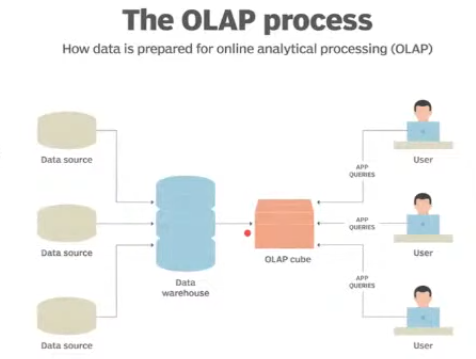 The OLAP process
How data is prepared for online analytical processing (OLAP)
Data source
Data source
Data source
Data
warehouse
OLAP cube
APP
QUERIES
APP
QUERIES
APP
QUERIES
User
User
User